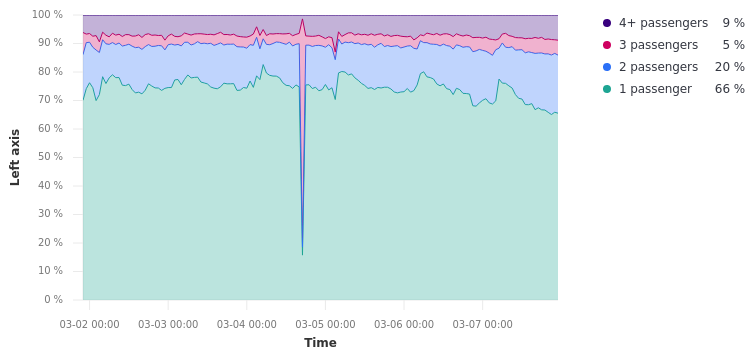 100 %
90 %
80 %
70 %
60 %
50 %
40 %
30 %
20 %
10 %
0 %
Left axis
03-02 00:00 03-03 00:00 03-04 00:00 03-05 00:00 03-06 00:00 03-07 00:00
Time
4+ passengers 9 %
3 passengers 5 %
2 passengers 20 %
1 passenger 66 %